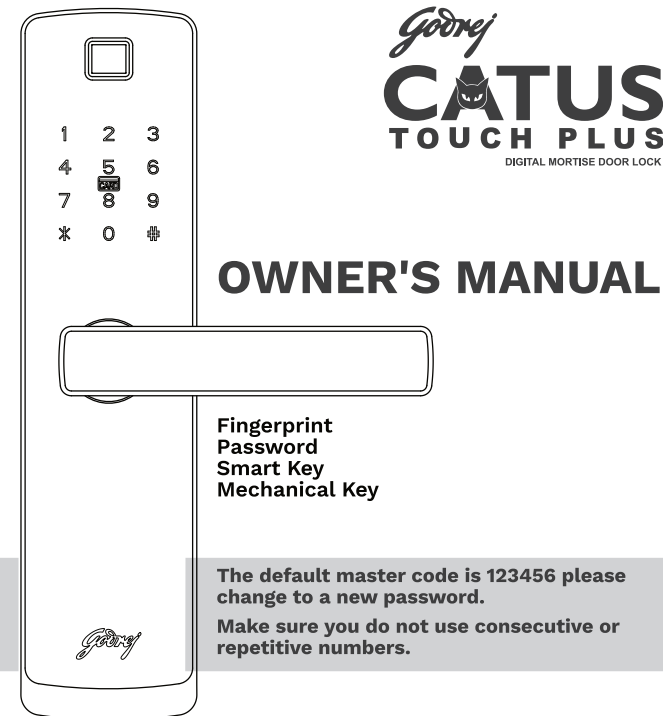 Godrej
CATUS
TOUCH PLUS
DIGITAL MORTISE DOOR LOCK
1 2 3
4 5 6
7 8 9
* 0 #
OWNER'S MANUAL
Fingerprint
Password
Smart Key
Mechanical Key
The default master code is 123456 please
change to a new password.
Make sure you do not use consecutive or
repetitive numbers.
Godrej